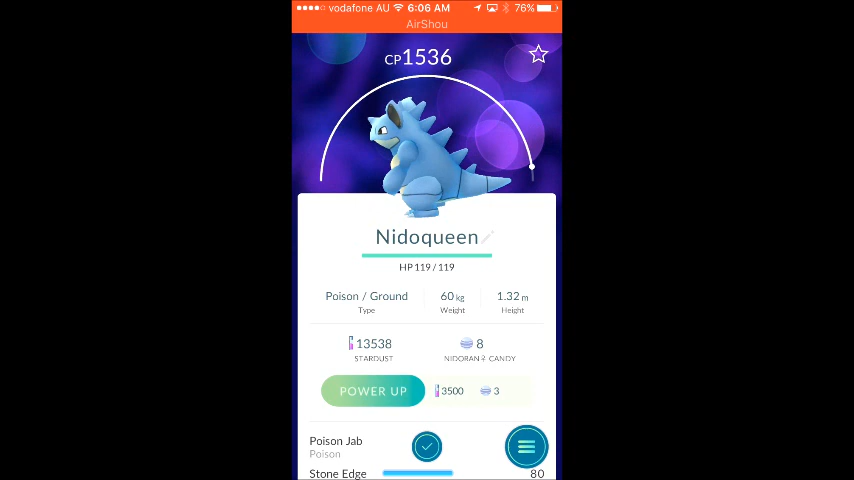 vodafone AU 6:06 AM 76%
AirShou
CP1536
Nidoqueen
HP 119 / 119
Poison / Ground 60 kg 1.32 m
Type Weight Height
13538 8
STARDUST NIDORAN♀ CANDY
POWER UP 3500 3
Poison Jab
Poison
Stone Edge 80